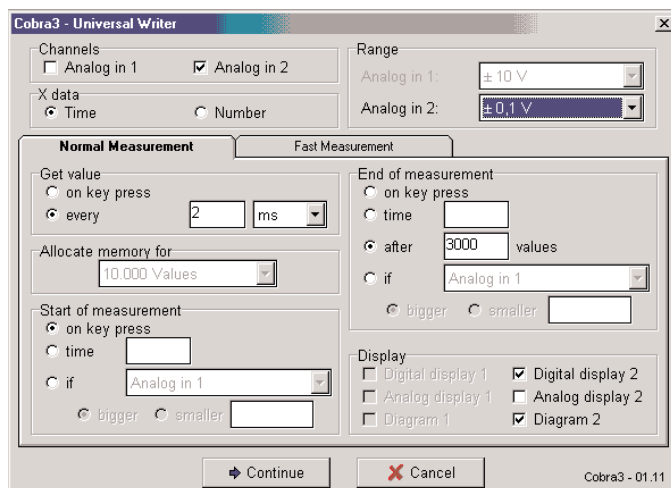 Cobra3 - Universal Writer
Channels
Analog in 1 Analog in 2
X data
Time Number
Range
Analog in 1: ± 10 V
Analog in 2: ± 0,1 V
Normal Measurement Fast Measurement
Get value
on key press
every 2 ms
Allocate memory for
10.000 Values
Start of measurement
on key press
time
if Analog in 1
bigger smaller
End of measurement
on key press
time
after 3000 values
if Analog in 1
bigger smaller
Display
Digital display 1 Digital display 2
Analog display 1 Analog display 2
Diagram 1 Diagram 2
Continue Cancel
Cobra3 - 01.11